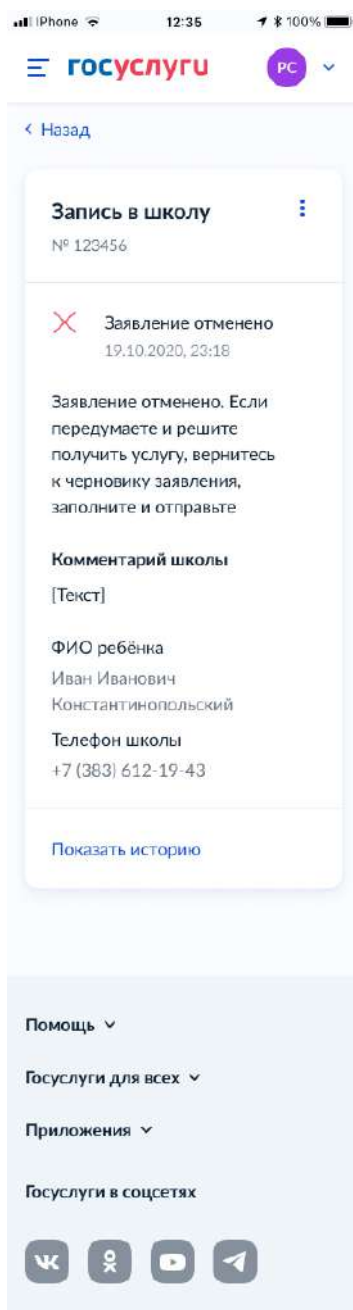 iPhone 12:35 100%
госуслуги РС
Назад
Запись в школу
№ 123456
Заявление отменено
19.10.2020, 23:18
Заявление отменено. Если
передумаете и решите
получить услугу, вернитесь
к черновику заявления,
заполните и отправьте
Комментарий школы
[Текст]
ФИО ребёнка
Иван Иванович
Константинопольский
Телефон школы
+7 (383) 612-19-43
Показать историю
Помощь
Госуслуги для всех
Приложения
Госуслуги в соцсетях